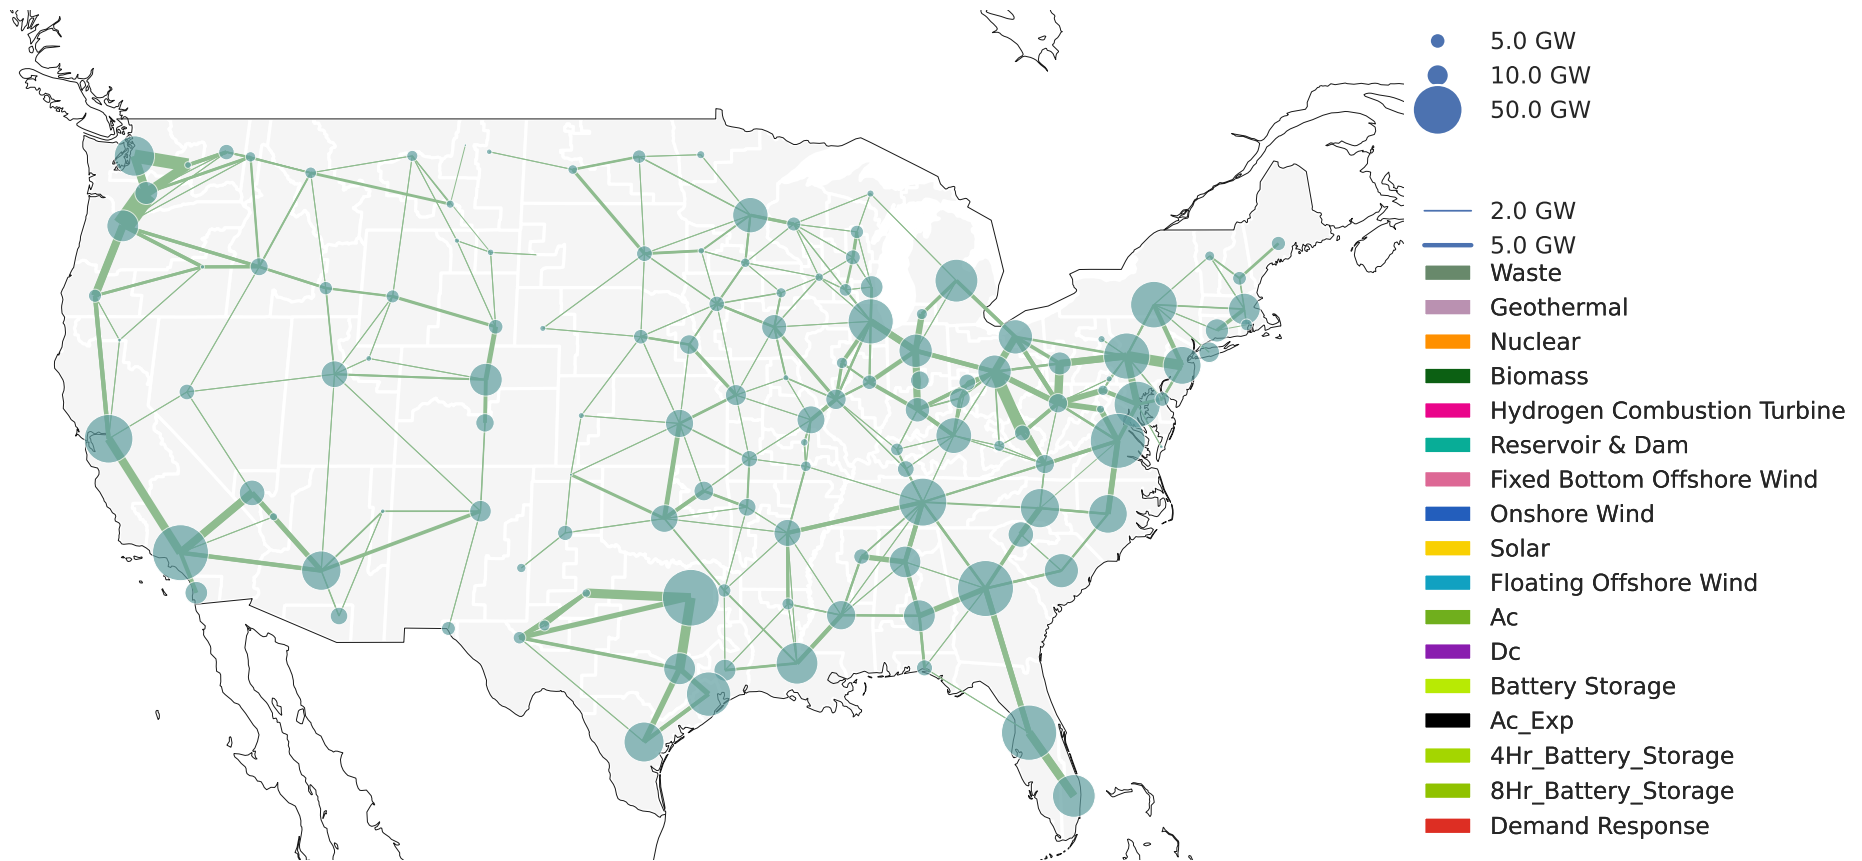 5.0 GW
10.0 GW
50.0 GW
2.0 GW
5.0 GW
Waste
Geothermal
Nuclear
Biomass
Hydrogen Combustion Turbine
Reservoir & Dam
Fixed Bottom Offshore Wind
Onshore Wind
Solar
Floating Offshore Wind
Ac
Dc
Battery Storage
Ac_Exp
4Hr_Battery_Storage
8Hr_Battery_Storage
Demand Response